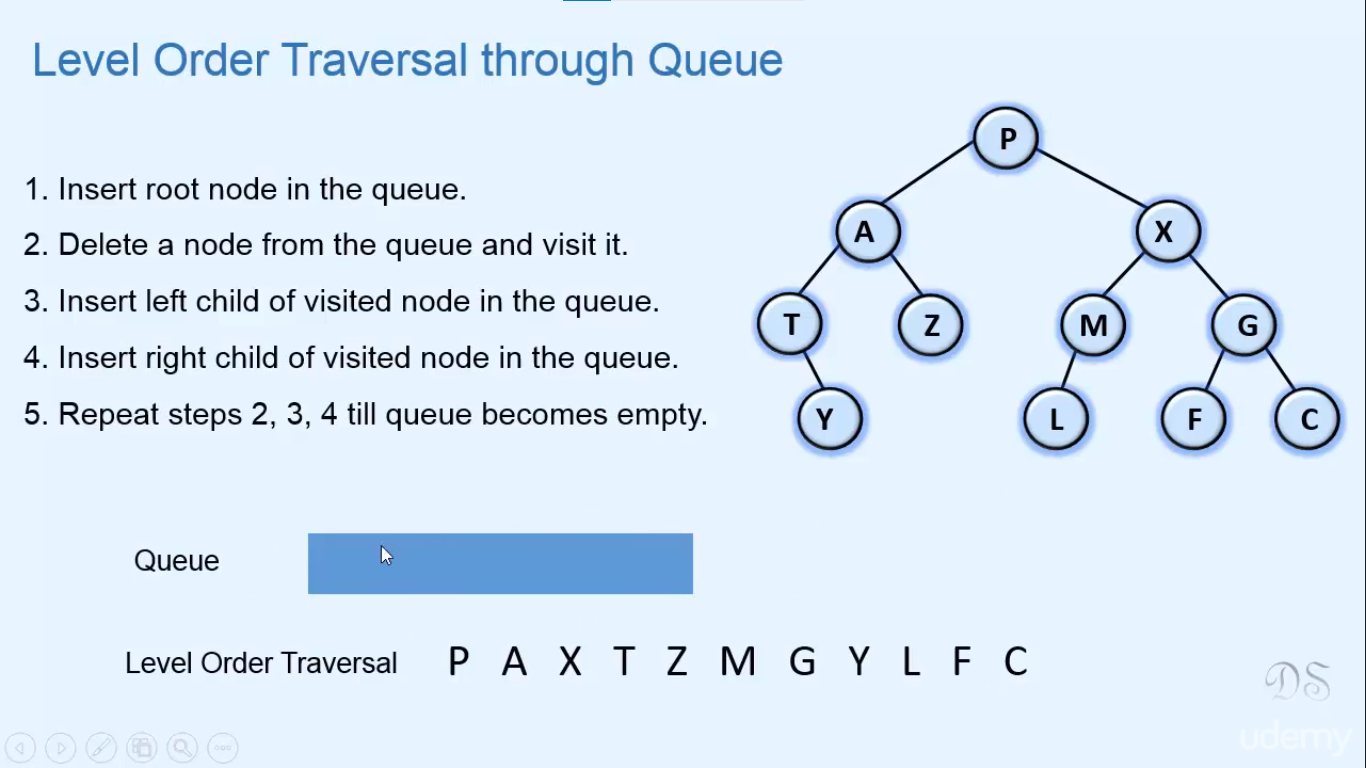 Level Order Traversal through Queue
P
1. Insert root node in the queue.
A X
2. Delete a node from the queue and visit it.
3. Insert left child of visited node in the queue.
T Z M G
4. Insert right child of visited node in the queue.
5. Repeat steps 2, 3, 4 till queue becomes empty.
Y L F C
Queue
Level Order Traversal P A X T Z M G Y L F C
DS
udemy